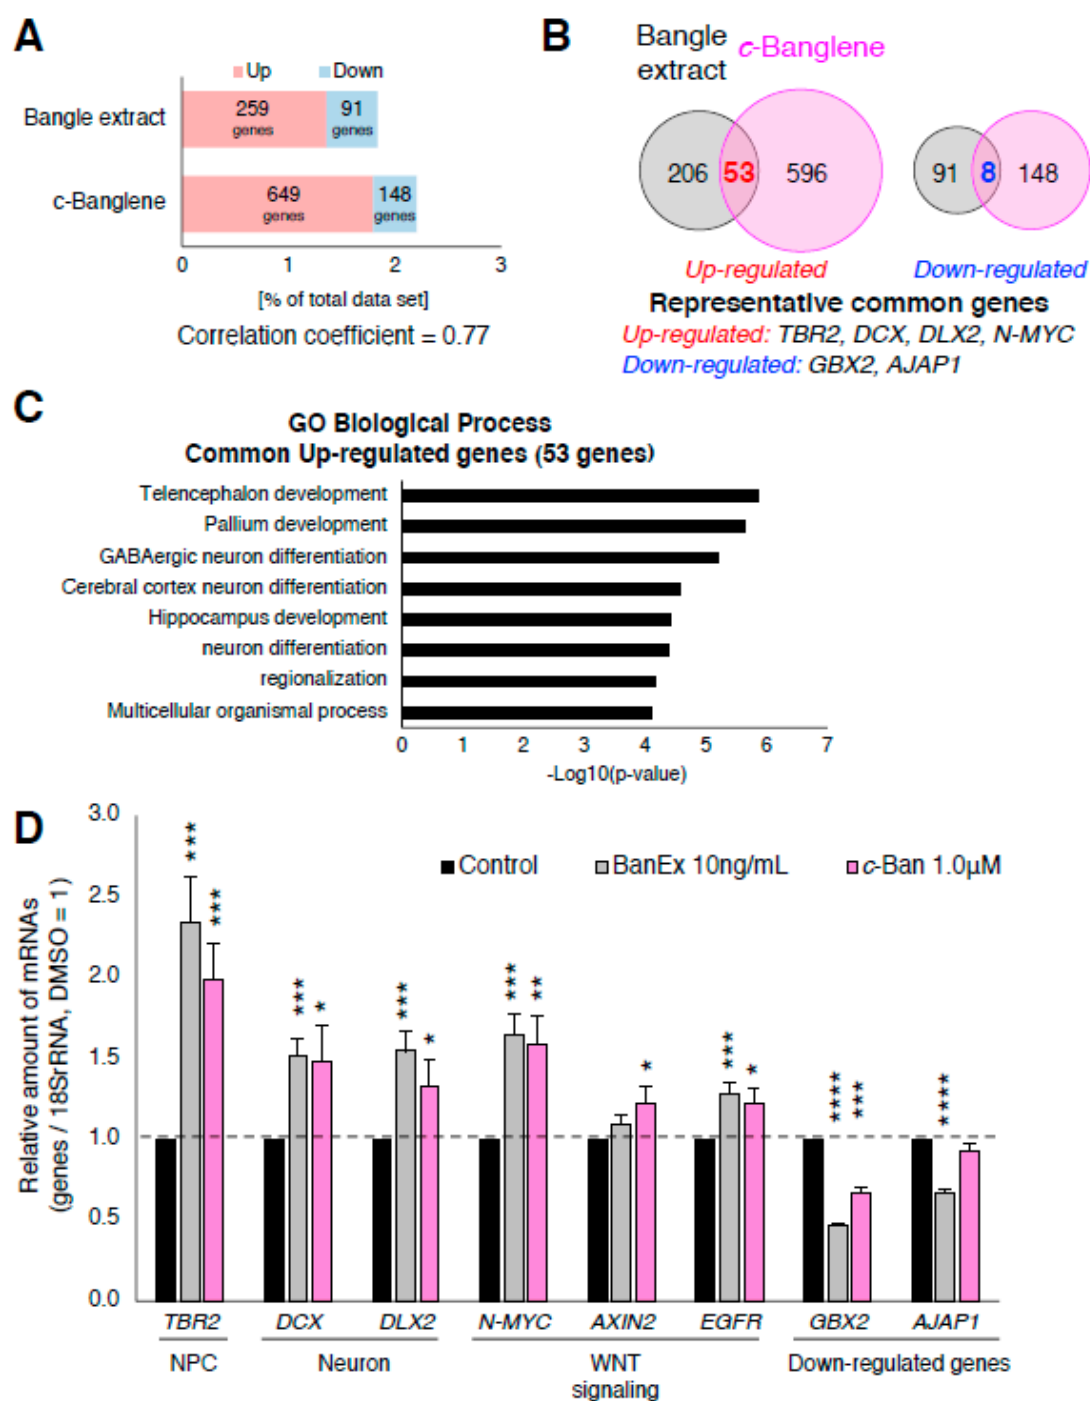 A
Up Down
Bangle extract
259 genes
91 genes
c-Banglene
649 genes
148 genes
0 1 2 3
[% of total data set]
Correlation coefficient = 0.77
B
Bangle extract
c-Banglene
206 53 596
91 8 148
Up-regulated
Down-regulated
Representative common genes
Up-regulated: TBR2, DCX, DLX2, N-MYC
Down-regulated: GBX2, AJAP1
C
GO Biological Process
Common Up-regulated genes (53 genes)
Telencephalon development
Pallium development
GABAergic neuron differentiation
Cerebral cortex neuron differentiation
Hippocampus development
neuron differentiation
regionalization
Multicellular organismal process
0 1 2 3 4 5 6 7
-Log10(p-value)
D
Relative amount of mRNAs
(genes / 18SrRNA, DMSO = 1)
3.0
2.5
2.0
1.5
1.0
0.5
0.0
Control BanEx 10ng/mL c-Ban 1.0µM
*** ***
*** *
*** *
*** **
*
*** *
**** ***
****
TBR2 DCX DLX2 N-MYC AXIN2 EGFR GBX2 AJAP1
NPC Neuron WNT signaling Down-regulated genes